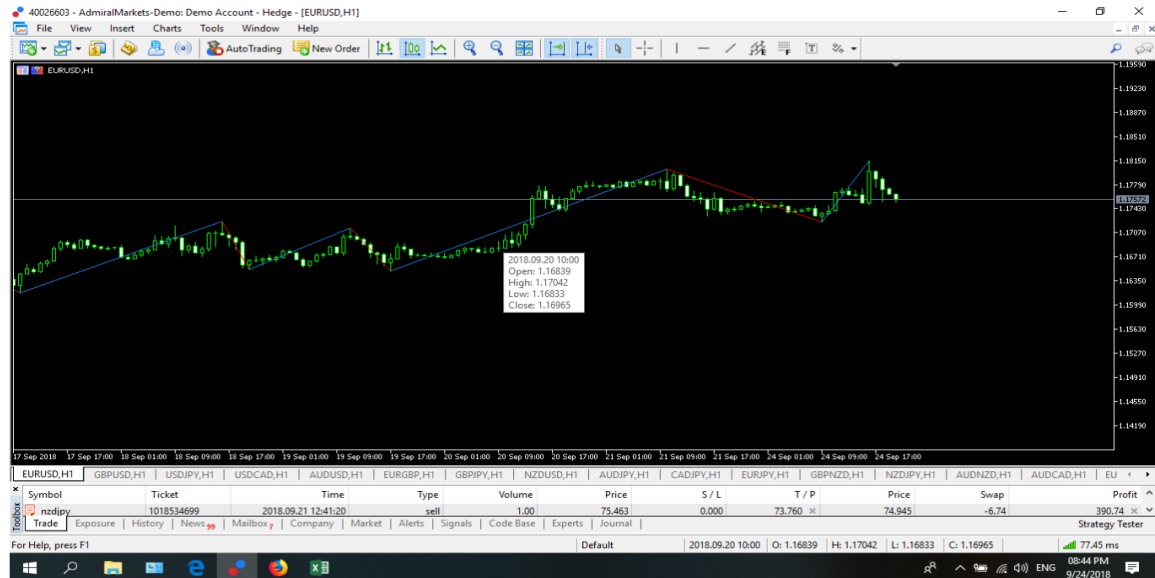 40026603 - AdmiralMarkets-Demo: Demo Account - Hedge - [EURUSD,H1]
File View Insert Charts Tools Window Help
AutoTrading New Order
EURUSD,H1
1.19590
1.19230
1.18870
1.18510
1.18150
1.17790
1.17572
1.17430
1.17070
1.16710
1.16350
1.15990
1.15630
1.15270
1.14910
1.14550
1.14190
2018.09.20 10:00
Open: 1.16839
High: 1.17042
Low: 1.16833
Close: 1.16965
17 Sep 2018 17 Sep 17:00 18 Sep 01:00 18 Sep 09:00 18 Sep 17:00 19 Sep 01:00 19 Sep 09:00 19 Sep 17:00 20 Sep 01:00 20 Sep 09:00 20 Sep 17:00 21 Sep 01:00 21 Sep 09:00 21 Sep 17:00 24 Sep 01:00 24 Sep 09:00 24 Sep 17:00
EURUSD,H1 GBPUSD,H1 USDJPY,H1 USDCAD,H1 AUDUSD,H1 EURGBP,H1 GBPJPY,H1 NZDUSD,H1 AUDJPY,H1 CADJPY,H1 EURJPY,H1 GBPNZD,H1 NZDJPY,H1 AUDNZD,H1 AUDCAD,H1 EU
Symbol Ticket Time Type Volume Price S / L T / P Price Swap Profit
nzdjpy 1018534699 2018.09.21 12:41:20 sell 1.00 75.463 0.000 73.760 74.945 -6.74 390.74
Toolbox
Trade Exposure History News 99 Mailbox 7 Company Market Alerts Signals Code Base Experts Journal Strategy Tester
For Help, press F1 Default 2018.09.20 10:00 O: 1.16839 H: 1.17042 L: 1.16833 C: 1.16965 77.45 ms
ENG 08:44 PM
9/24/2018